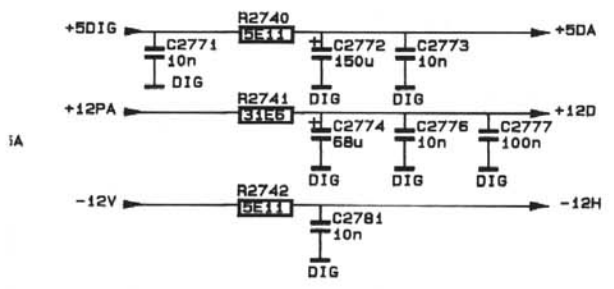 R2740
+5DIG 5E11 +5DA
C2771 C2772 C2773
10n + 150u 10n
DIG DIG DIG
R2741
+12PA 31E6 +12D
C2774 C2776 C2777
+ 68u 10n 100n
DIG DIG DIG
R2742
-12V 5E11 -12H
C2781
10n
DIG